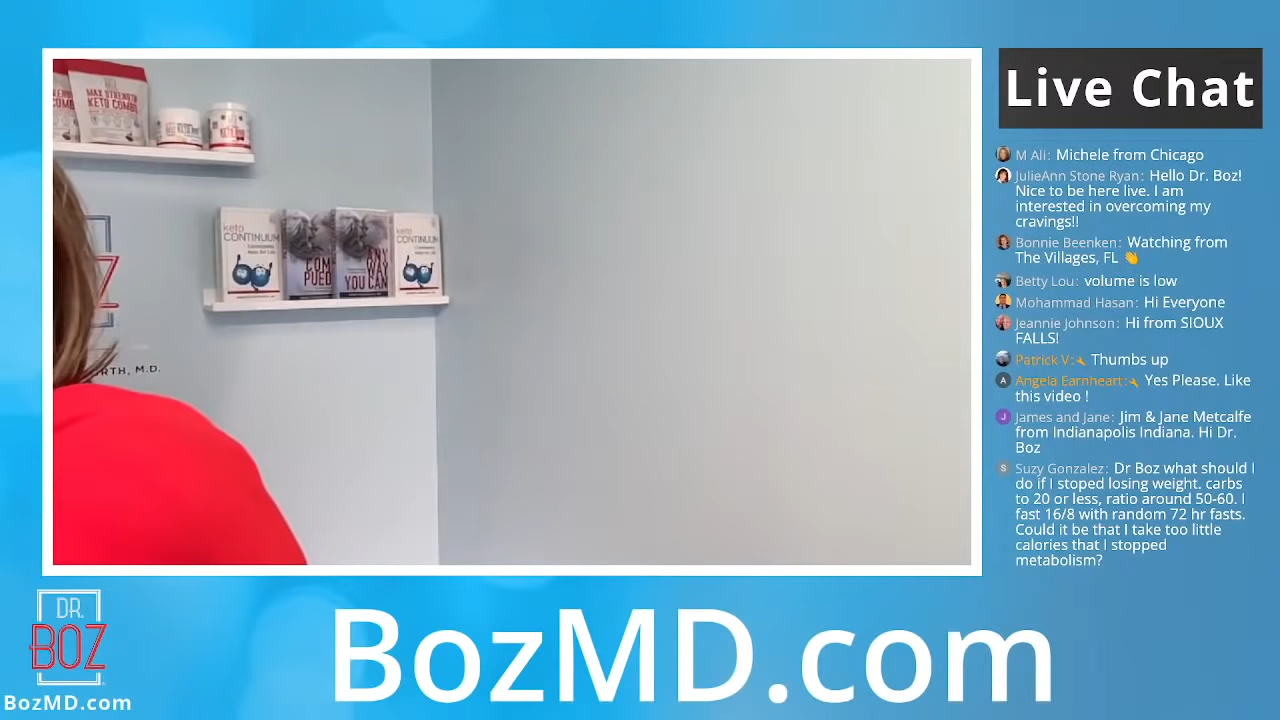 MAX STRENGTH
KETO COMBO
COMBO
keto
CONTINUUM
COM
PUED
ANY
WAY
YOU CAN
keto
CONTINUUM
RTH, M.D.
Live Chat
M Ali: Michele from Chicago
JulieAnn Stone Ryan: Hello Dr. Boz!
Nice to be here live. I am
interested in overcoming my
cravings!!
Bonnie Beenken: Watching from
The Villages, FL 👋
Betty Lou: volume is low
Mohammad Hasan: Hi Everyone
Jeannie Johnson: Hi from SIOUX
FALLS!
Patrick V: Thumbs up
A Angela Earnheart: Yes Please. Like
this video !
J James and Jane: Jim & Jane Metcalfe
from Indianapolis Indiana. Hi Dr.
Boz
S Suzy Gonzalez: Dr Boz what should I
do if I stoped losing weight. carbs
to 20 or less, ratio around 50-60. I
fast 16/8 with random 72 hr fasts.
Could it be that I take too little
calories that I stopped
metabolism?
DR.
BOZ
BozMD.com
BozMD.com